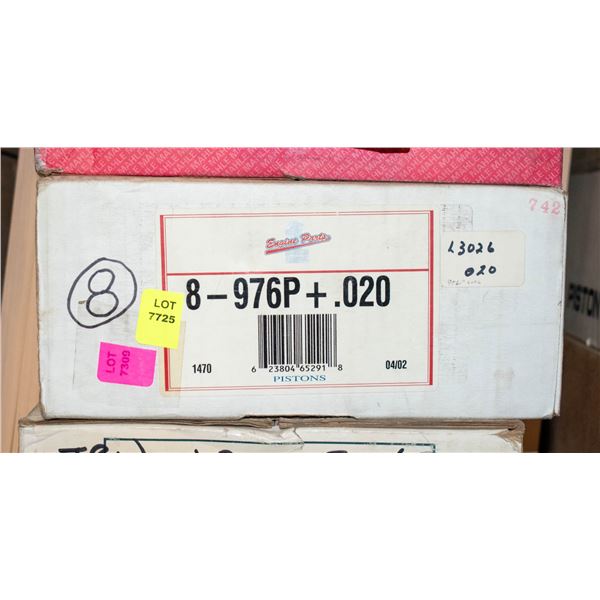 742
Engine Parts
L3026
020
8
LOT
7725
8-976P+.020
LOT
7309
1470
6 23804 65291 8
04/02
PISTONS
PISTON